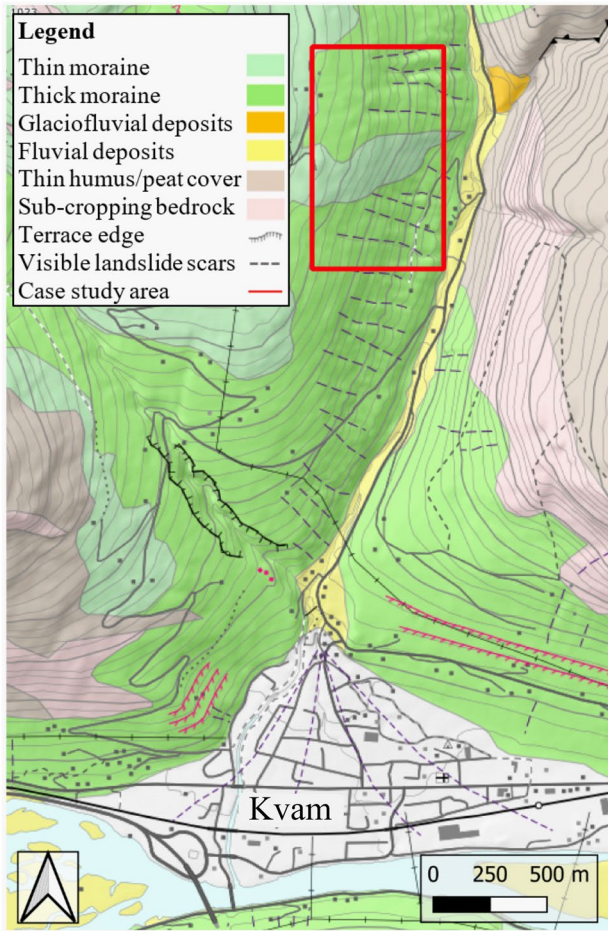 1023
Legend
Thin moraine
Thick moraine
Glaciofluvial deposits
Fluvial deposits
Thin humus/peat cover
Sub-cropping bedrock
Terrace edge
Visible landslide scars
Case study area
Kvam
0 250 500 m